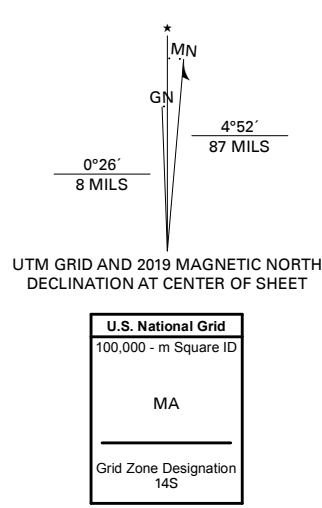 ★
MN
GN
4°52´
87 MILS
0°26´
8 MILS
UTM GRID AND 2019 MAGNETIC NORTH
DECLINATION AT CENTER OF SHEET
U.S. National Grid
100,000 - m Square ID
MA
Grid Zone Designation
14S